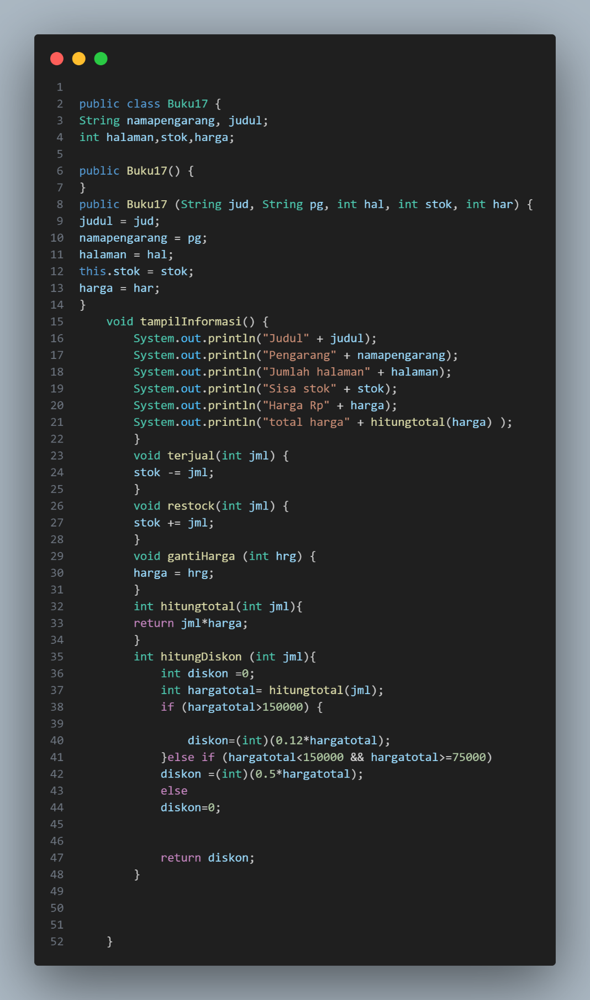 1
2 public class Buku17 {
3 String namapengarang, judul;
4 int halaman,stok,harga;
5
6 public Buku17() {
7 }
8 public Buku17 (String jud, String pg, int hal, int stok, int har) {
9 judul = jud;
10 namapengarang = pg;
11 halaman = hal;
12 this.stok = stok;
13 harga = har;
14 }
15     void tampilInformasi() {
16         System.out.println("Judul" + judul);
17         System.out.println("Pengarang" + namapengarang);
18         System.out.println("Jumlah halaman" + halaman);
19         System.out.println("Sisa stok" + stok);
20         System.out.println("Harga Rp" + harga);
21         System.out.println("total harga" + hitungtotal(harga) );
22         }
23         void terjual(int jml) {
24         stok -= jml;
25         }
26         void restock(int jml) {
27         stok += jml;
28         }
29         void gantiHarga (int hrg) {
30         harga = hrg;
31         }
32         int hitungtotal(int jml){
33         return jml*harga;
34         }
35         int hitungDiskon (int jml){
36             int diskon =0;
37             int hargatotal= hitungtotal(jml);
38             if (hargatotal>150000) {
39
40                 diskon=(int)(0.12*hargatotal);
41             }else if (hargatotal<150000 && hargatotal>=75000)
42             diskon =(int)(0.5*hargatotal);
43             else
44             diskon=0;
45
46
47             return diskon;
48         }
49
50
51
52     }